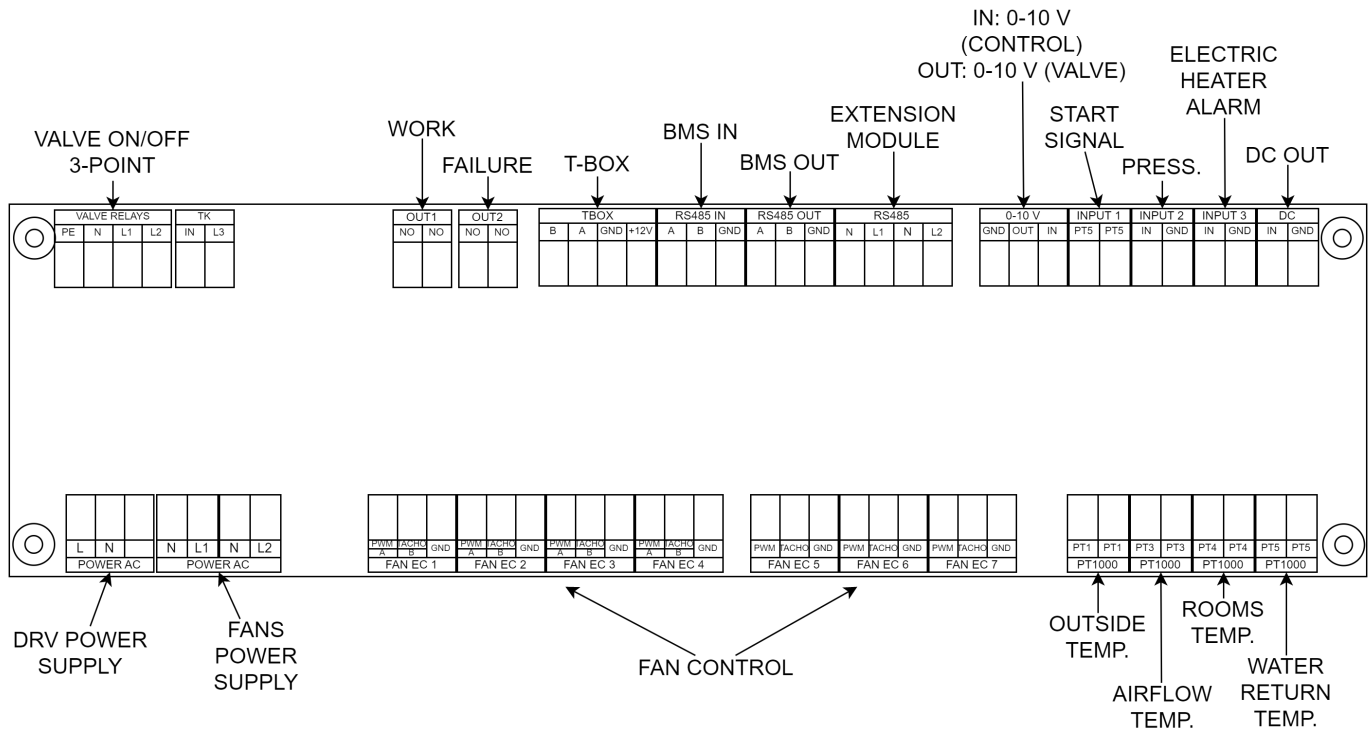 IN: 0-10 V
(CONTROL)
OUT: 0-10 V (VALVE)
ELECTRIC
HEATER
ALARM
VALVE ON/OFF
3-POINT
WORK
FAILURE
T-BOX
BMS IN
BMS OUT
EXTENSION
MODULE
START
SIGNAL
PRESS.
DC OUT
VALVE RELAYS TK OUT1 OUT2 TBOX RS485 IN RS485 OUT RS485 0-10 V INPUT 1 INPUT 2 INPUT 3 DC
PE N L1 L2 IN L3 NO NO NO NO B A GND +12V A B GND A B GND N L1 N L2 GND OUT IN PT5 PT5 IN GND IN GND IN GND
L N N L1 N L2
POWER AC POWER AC
PWM TACHO GND PWM TACHO GND PWM TACHO GND PWM TACHO GND PWM TACHO GND PWM TACHO GND PWM TACHO GND
A B A B A B A B
FAN EC 1 FAN EC 2 FAN EC 3 FAN EC 4 FAN EC 5 FAN EC 6 FAN EC 7
PT1 PT1 PT3 PT3 PT4 PT4 PT5 PT5
PT1000 PT1000 PT1000 PT1000
DRV POWER
SUPPLY
FANS
POWER
SUPPLY
FAN CONTROL
OUTSIDE
TEMP.
AIRFLOW
TEMP.
ROOMS
TEMP.
WATER
RETURN
TEMP.